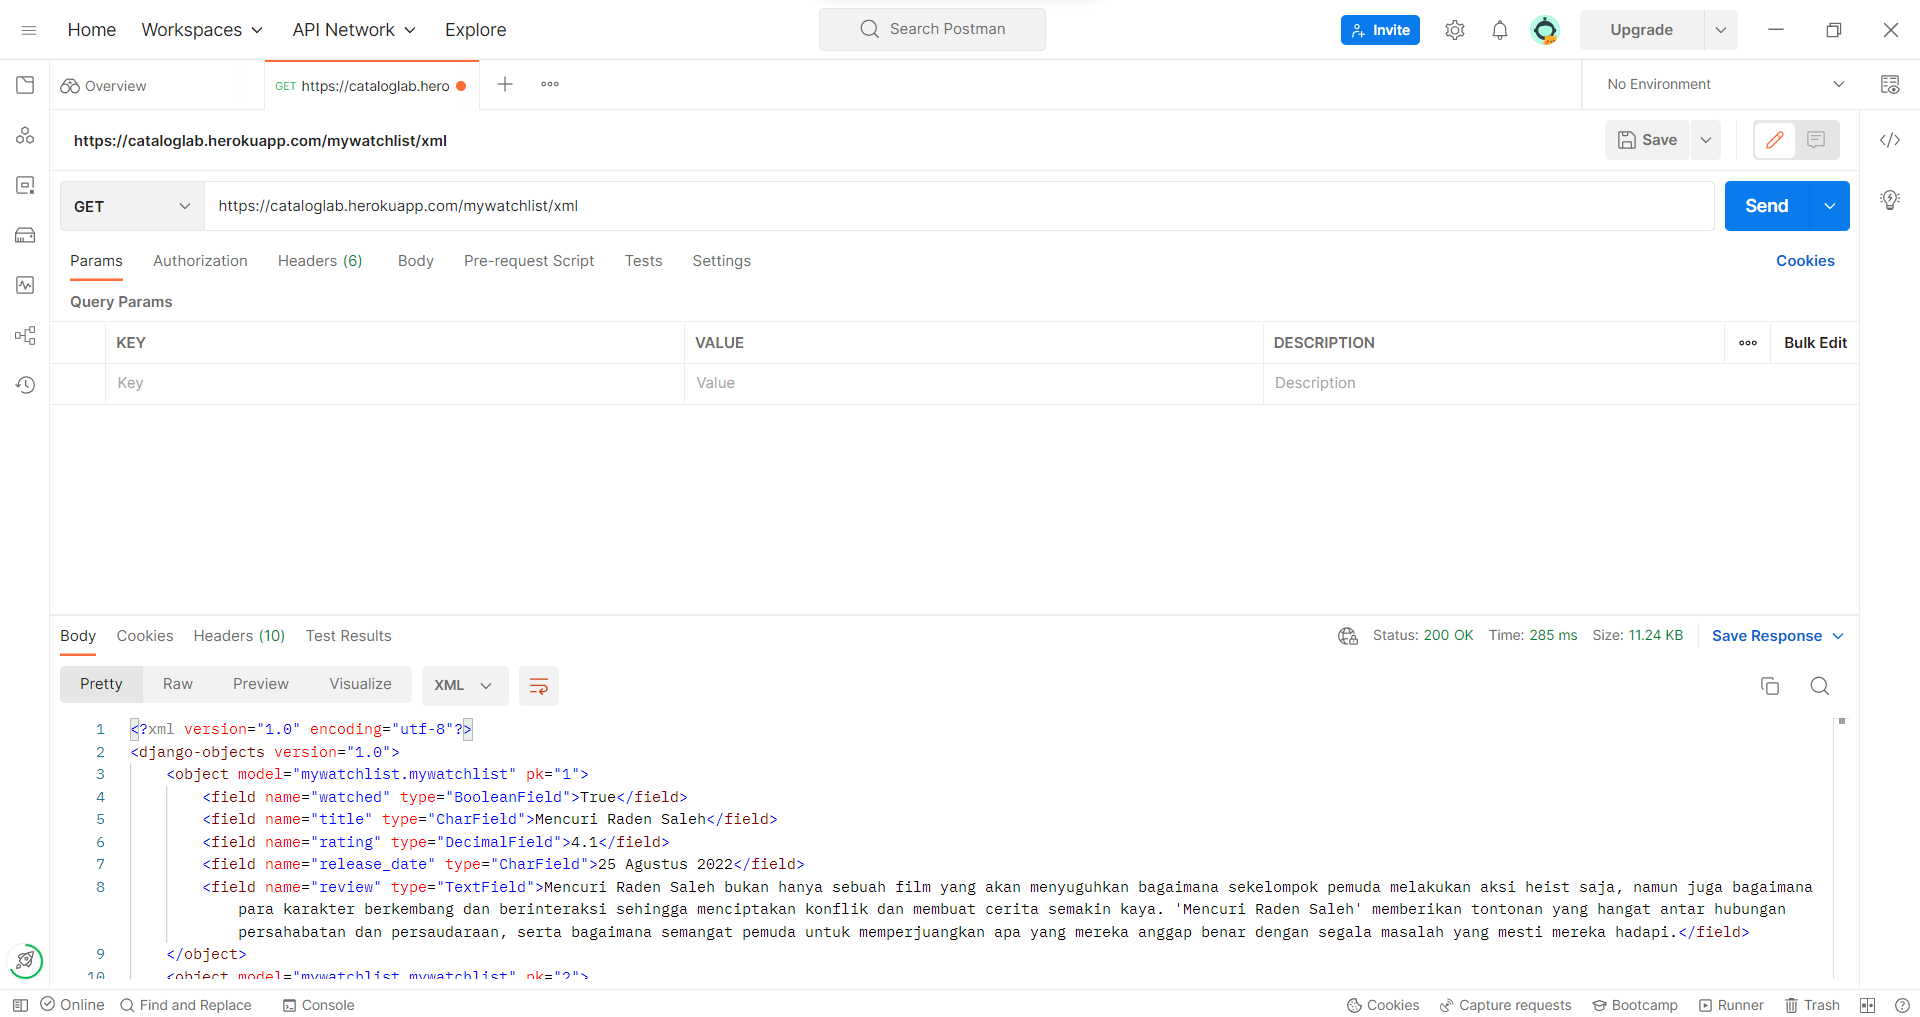 Home Workspaces API Network Explore Search Postman Invite Upgrade
Overview GET https://cataloglab.hero No Environment
https://cataloglab.herokuapp.com/mywatchlist/xml Save
GET https://cataloglab.herokuapp.com/mywatchlist/xml Send
Params Authorization Headers (6) Body Pre-request Script Tests Settings Cookies
Query Params
KEY VALUE DESCRIPTION Bulk Edit
Key Value Description
Body Cookies Headers (10) Test Results Status: 200 OK Time: 285 ms Size: 11.24 KB Save Response
Pretty Raw Preview Visualize XML
1 <?xml version="1.0" encoding="utf-8"?>
2 <django-objects version="1.0">
3 <object model="mywatchlist.mywatchlist" pk="1">
4 <field name="watched" type="BooleanField">True</field>
5 <field name="title" type="CharField">Mencuri Raden Saleh</field>
6 <field name="rating" type="DecimalField">4.1</field>
7 <field name="release_date" type="CharField">25 Agustus 2022</field>
8 <field name="review" type="TextField">Mencuri Raden Saleh bukan hanya sebuah film yang akan menyuguhkan bagaimana sekelompok pemuda melakukan aksi heist saja, namun juga bagaimana
para karakter berkembang dan berinteraksi sehingga menciptakan konflik dan membuat cerita semakin kaya. 'Mencuri Raden Saleh' memberikan tontonan yang hangat antar hubungan
persahabatan dan persaudaraan, serta bagaimana semangat pemuda untuk memperjuangkan apa yang mereka anggap benar dengan segala masalah yang mesti mereka hadapi.</field>
9 </object>
10 <object model="mywatchlist.mywatchlist" pk="2">
Online Find and Replace Console Cookies Capture requests Bootcamp Runner Trash